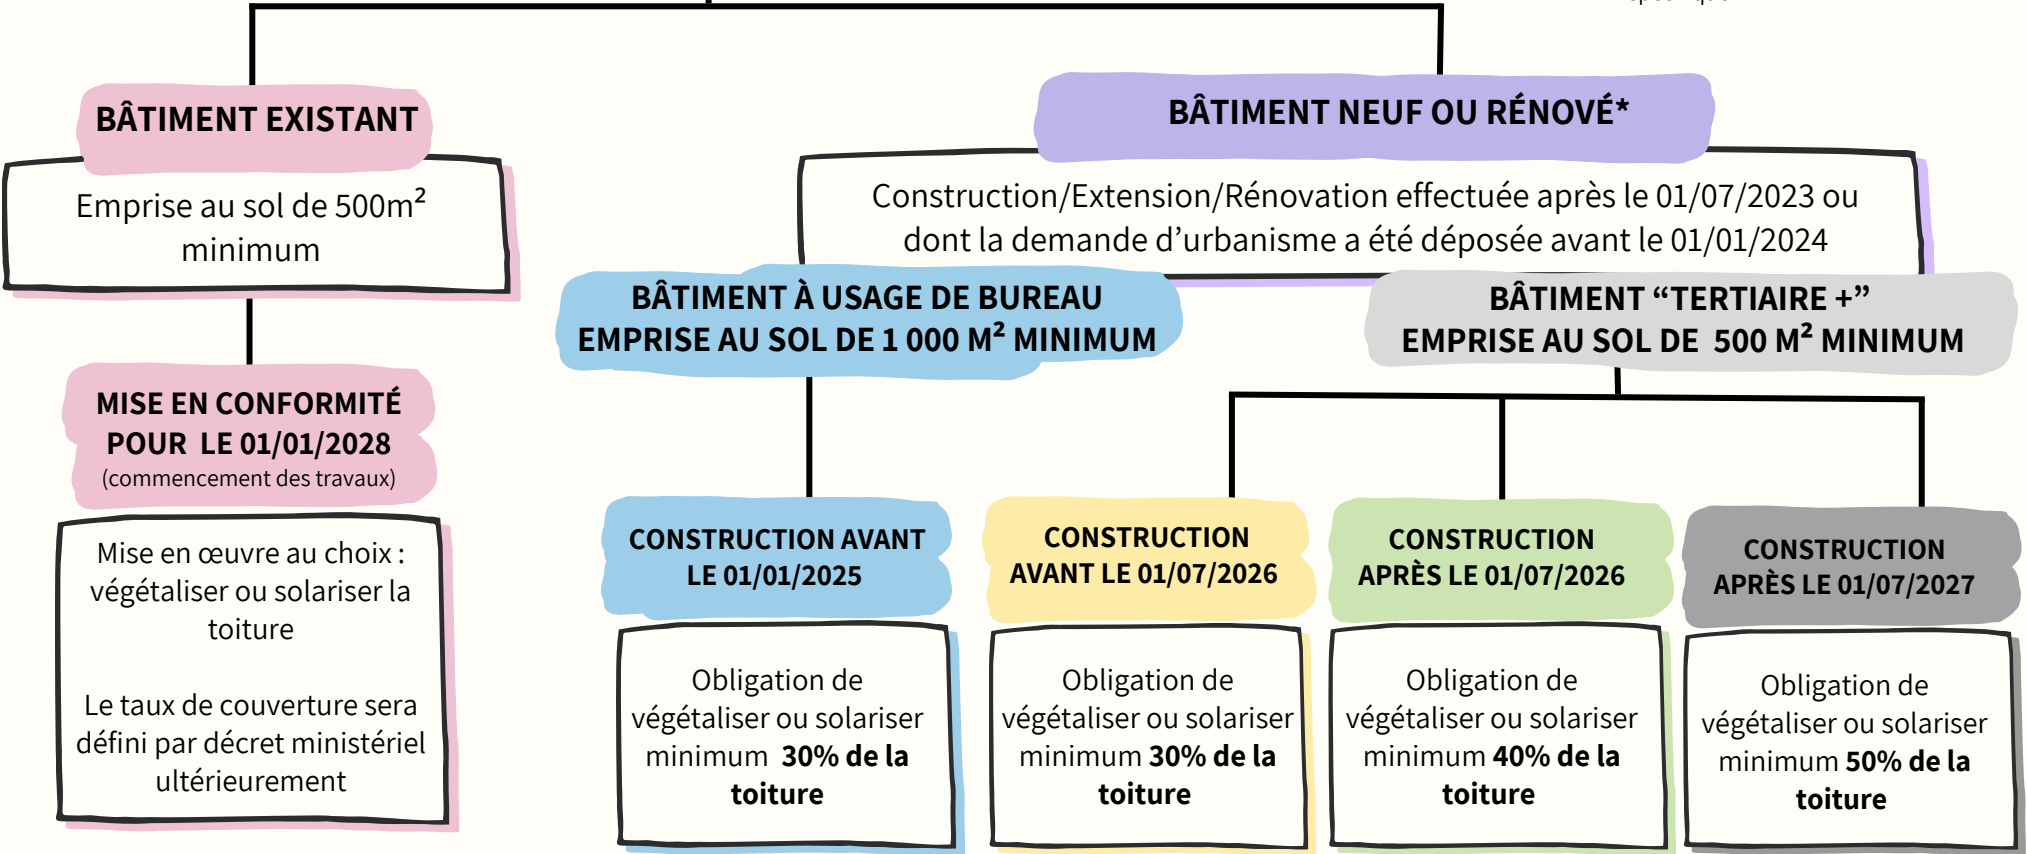 BÂTIMENT EXISTANT
Emprise au sol de 500m²
minimum
MISE EN CONFORMITÉ
POUR LE 01/01/2028
(commencement des travaux)
Mise en œuvre au choix :
végétaliser ou solariser la
toiture
Le taux de couverture sera
défini par décret ministériel
ultérieurement
BÂTIMENT NEUF OU RÉNOVÉ*
Construction/Extension/Rénovation effectuée après le 01/07/2023 ou
dont la demande d’urbanisme a été déposée avant le 01/01/2024
BÂTIMENT À USAGE DE BUREAU
EMPRISE AU SOL DE 1 000 M² MINIMUM
CONSTRUCTION AVANT
LE 01/01/2025
Obligation de
végétaliser ou solariser
minimum 30% de la
toiture
BÂTIMENT “TERTIAIRE +”
EMPRISE AU SOL DE 500 M² MINIMUM
CONSTRUCTION
AVANT LE 01/07/2026
Obligation de
végétaliser ou solariser
minimum 30% de la
toiture
CONSTRUCTION
APRÈS LE 01/07/2026
Obligation de
végétaliser ou solariser
minimum 40% de la
toiture
CONSTRUCTION
APRÈS LE 01/07/2027
Obligation de
végétaliser ou solariser
minimum 50% de la
toiture